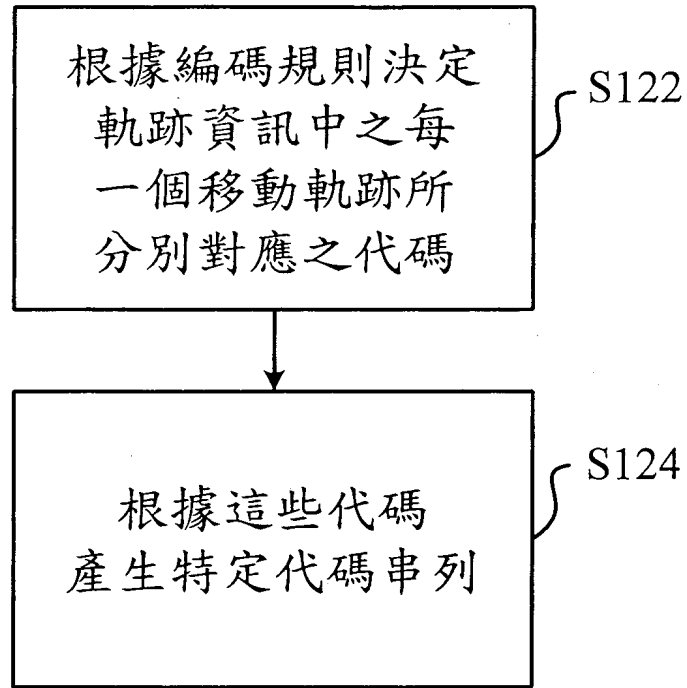 根據編碼規則決定
軌跡資訊中之每
一個移動軌跡所
分別對應之代碼
S122
根據這些代碼
產生特定代碼串列
S124